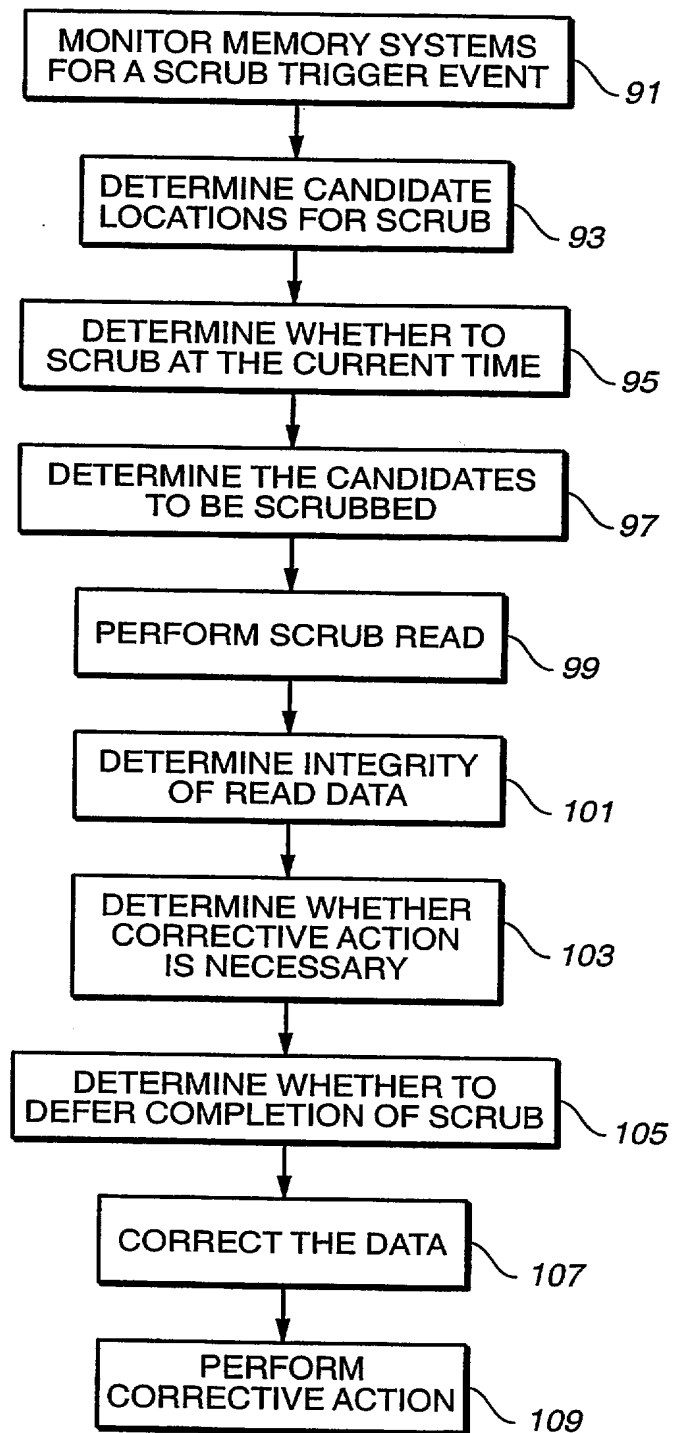 MONITOR MEMORY SYSTEMS
FOR A SCRUB TRIGGER EVENT
91
DETERMINE CANDIDATE
LOCATIONS FOR SCRUB
93
DETERMINE WHETHER TO
SCRUB AT THE CURRENT TIME
95
DETERMINE THE CANDIDATES
TO BE SCRUBBED
97
PERFORM SCRUB READ
99
DETERMINE INTEGRITY
OF READ DATA
101
DETERMINE WHETHER
CORRECTIVE ACTION
IS NECESSARY
103
DETERMINE WHETHER TO
DEFER COMPLETION OF SCRUB
105
CORRECT THE DATA
107
PERFORM
CORRECTIVE ACTION
109